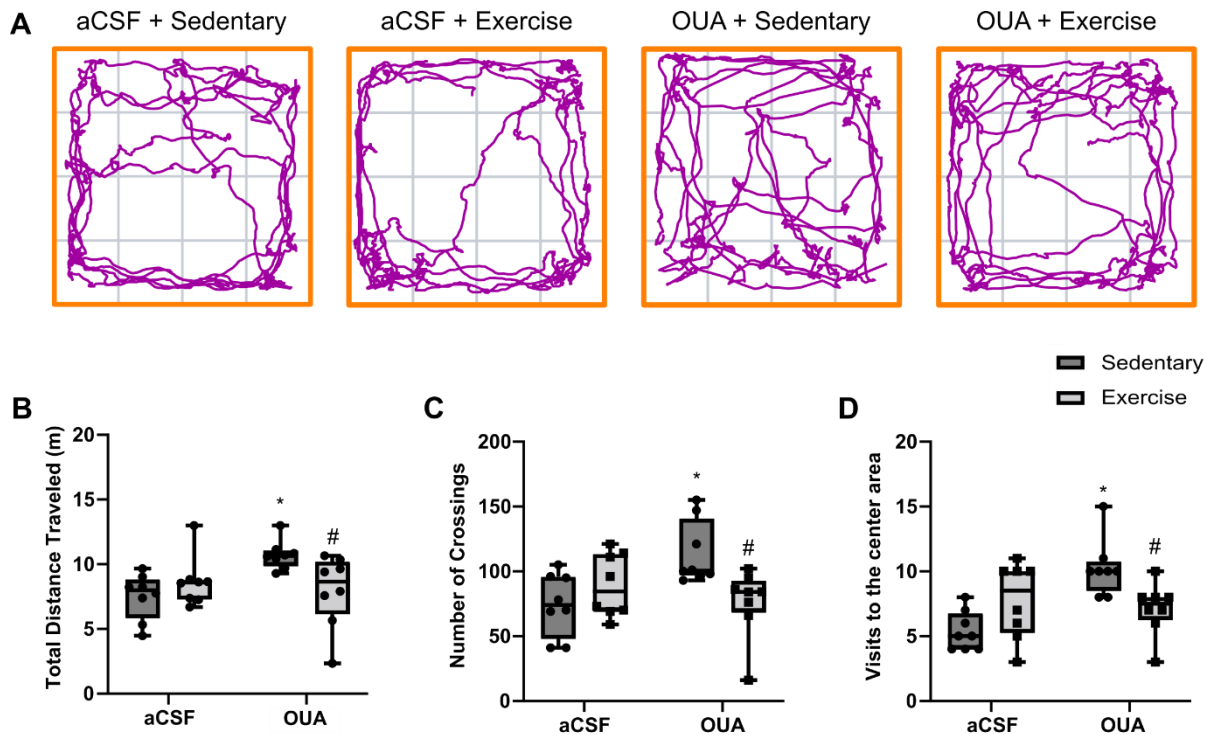 A
aCSF + Sedentary
aCSF + Exercise
OUA + Sedentary
OUA + Exercise
Sedentary
Exercise
B
Total Distance Traveled (m)
20
15
10
5
0
*
#
aCSF
OUA
C
Number of Crossings
200
150
100
50
0
*
#
aCSF
OUA
D
Visits to the center area
20
15
10
5
0
*
#
aCSF
OUA